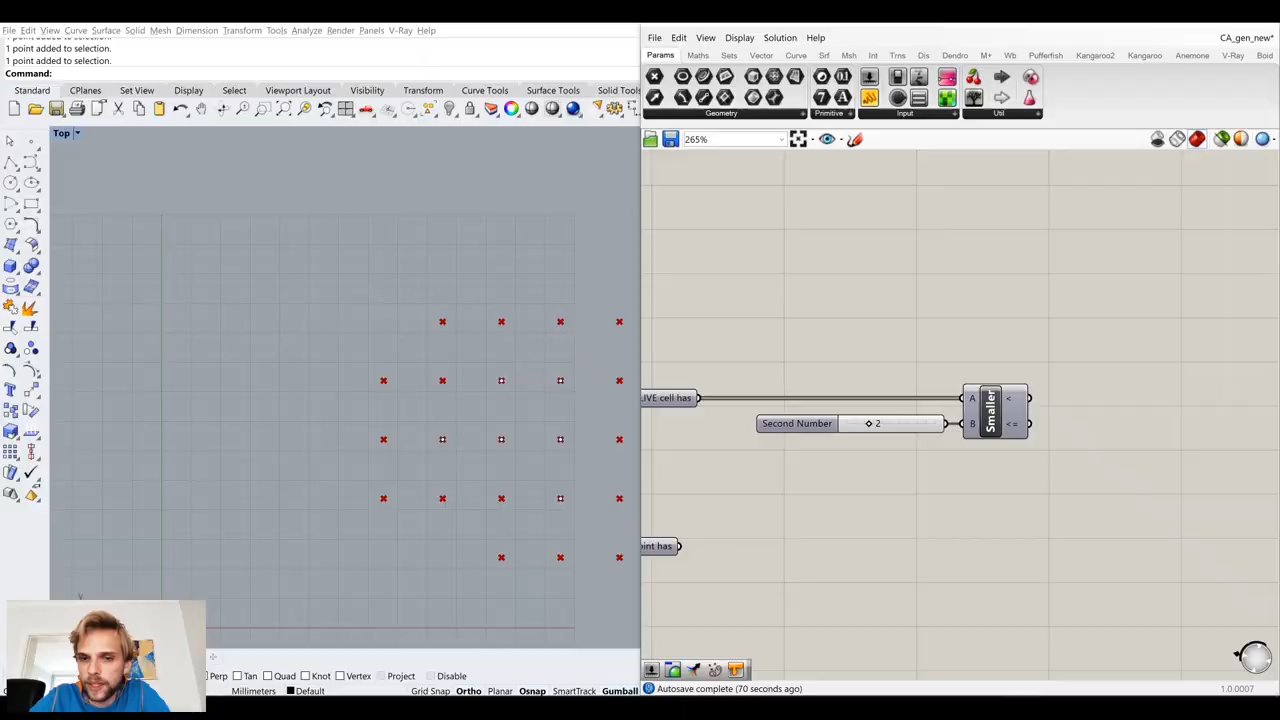 File Edit View Curve Surface Solid Mesh Dimension Transform Tools Analyze Render Panels V-Ray Help
1 point added to selection.
1 point added to selection.
Command:
Standard CPlanes Set View Display Select Viewport Layout Visibility Transform Curve Tools Surface Tools Solid Tools
Top
Perp Tan Quad Knot Vertex Project Disable
Millimeters Default Grid Snap Ortho Planar Osnap SmartTrack Gumball
File Edit View Display Solution Help CA_gen_new*
Params Maths Sets Vector Curve Srf Msh Int Trns Dis Dendro M+ Wb Pufferfish Kangaroo2 Kangaroo Anemone V-Ray Boid
Geometry Primitive Input Util
265%
IVE cell has A Smaller <
Second Number 2 B <=
oint has
Autosave complete (70 seconds ago) 1.0.0007